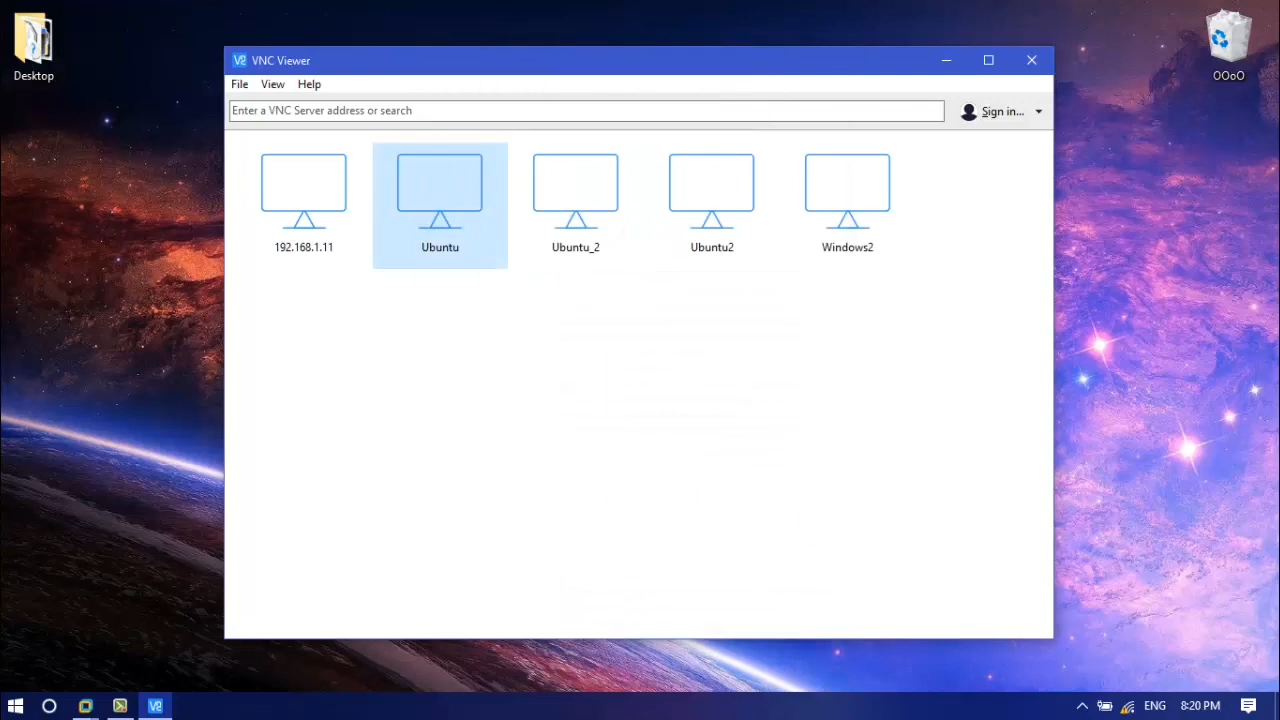 Desktop
OOoO
VNC Viewer
File View Help
Enter a VNC Server address or search
Sign in...
192.168.1.11
Ubuntu
Ubuntu_2
Ubuntu2
Windows2
ENG
8:20 PM